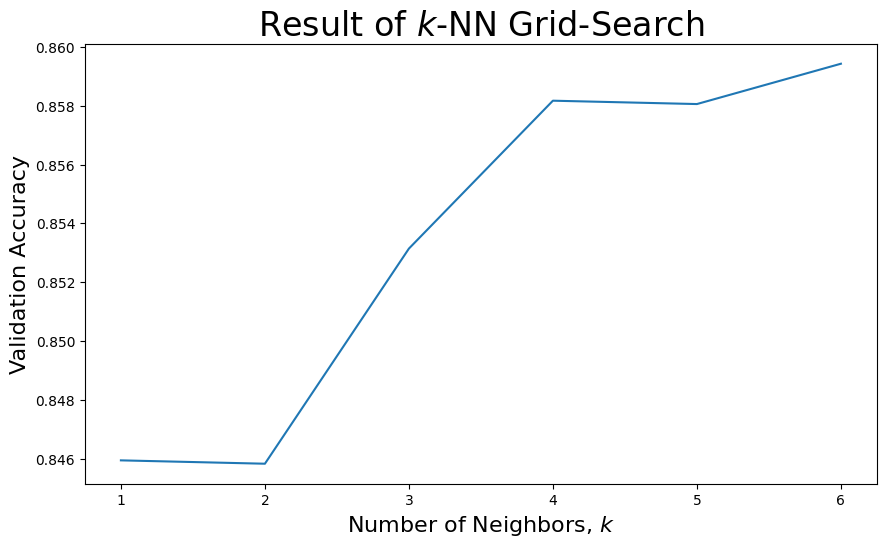 Result of k-NN Grid-Search
0.860
0.858
0.856
0.854
0.852
0.850
0.848
0.846
Validation Accuracy
1 2 3 4 5 6
Number of Neighbors, k